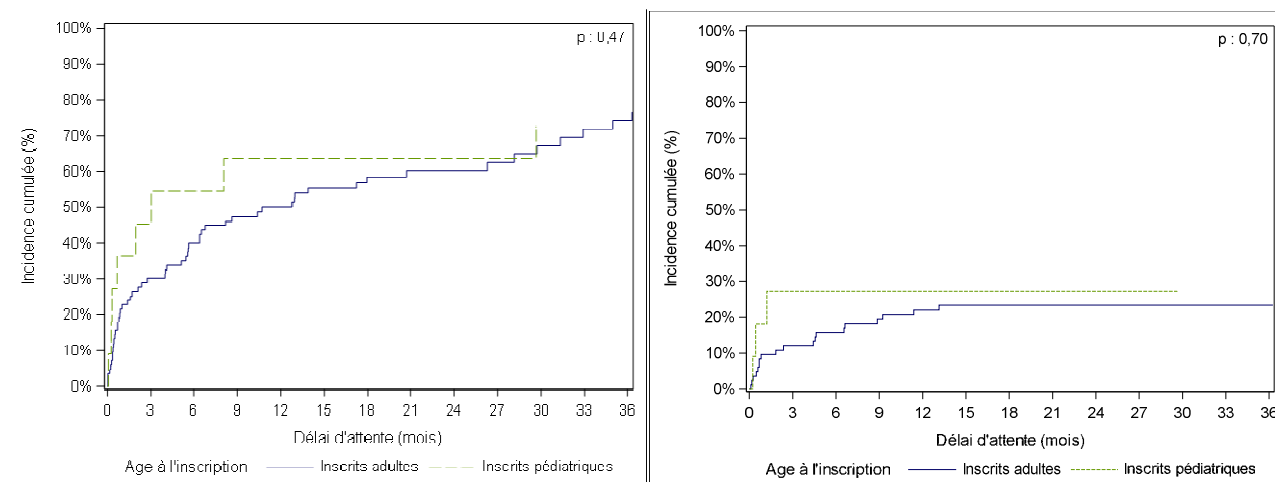 p : 0,47
100%
90%
80%
70%
60%
50%
40%
30%
20%
10%
0%
Incidence cumulée (%)
0 3 6 9 12 15 18 21 24 27 30 33 36
Délai d'attente (mois)
Age à l'inscription Inscrits adultes Inscrits pédiatriques
p : 0,70
100%
90%
80%
70%
60%
50%
40%
30%
20%
10%
0%
Incidence cumulée (%)
0 3 6 9 12 15 18 21 24 27 30 33 36
Délai d'attente (mois)
Age à l'inscription Inscrits adultes Inscrits pédiatriques